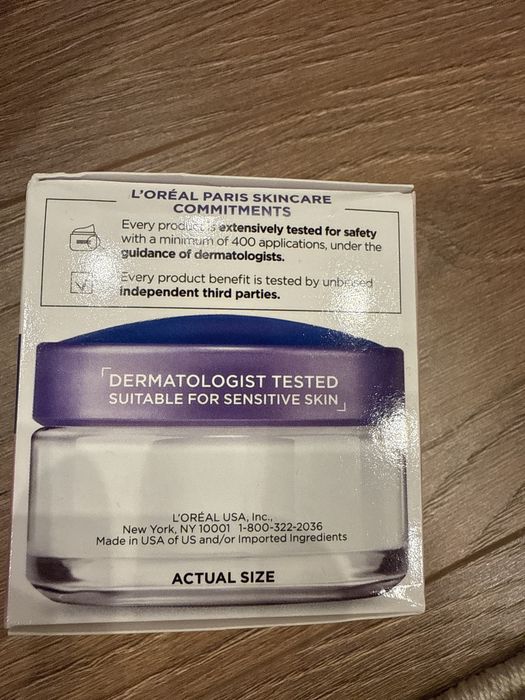 L'ORÉAL PARIS SKINCARE
COMMITMENTS
Every product is extensively tested for safety
with a minimum of 400 applications, under the
guidance of dermatologists.
Every product benefit is tested by unbiased
independent third parties.
DERMATOLOGIST TESTED
SUITABLE FOR SENSITIVE SKIN
L'ORÉAL USA, Inc.,
New York, NY 10001 1-800-322-2036
Made in USA of US and/or Imported Ingredients
ACTUAL SIZE